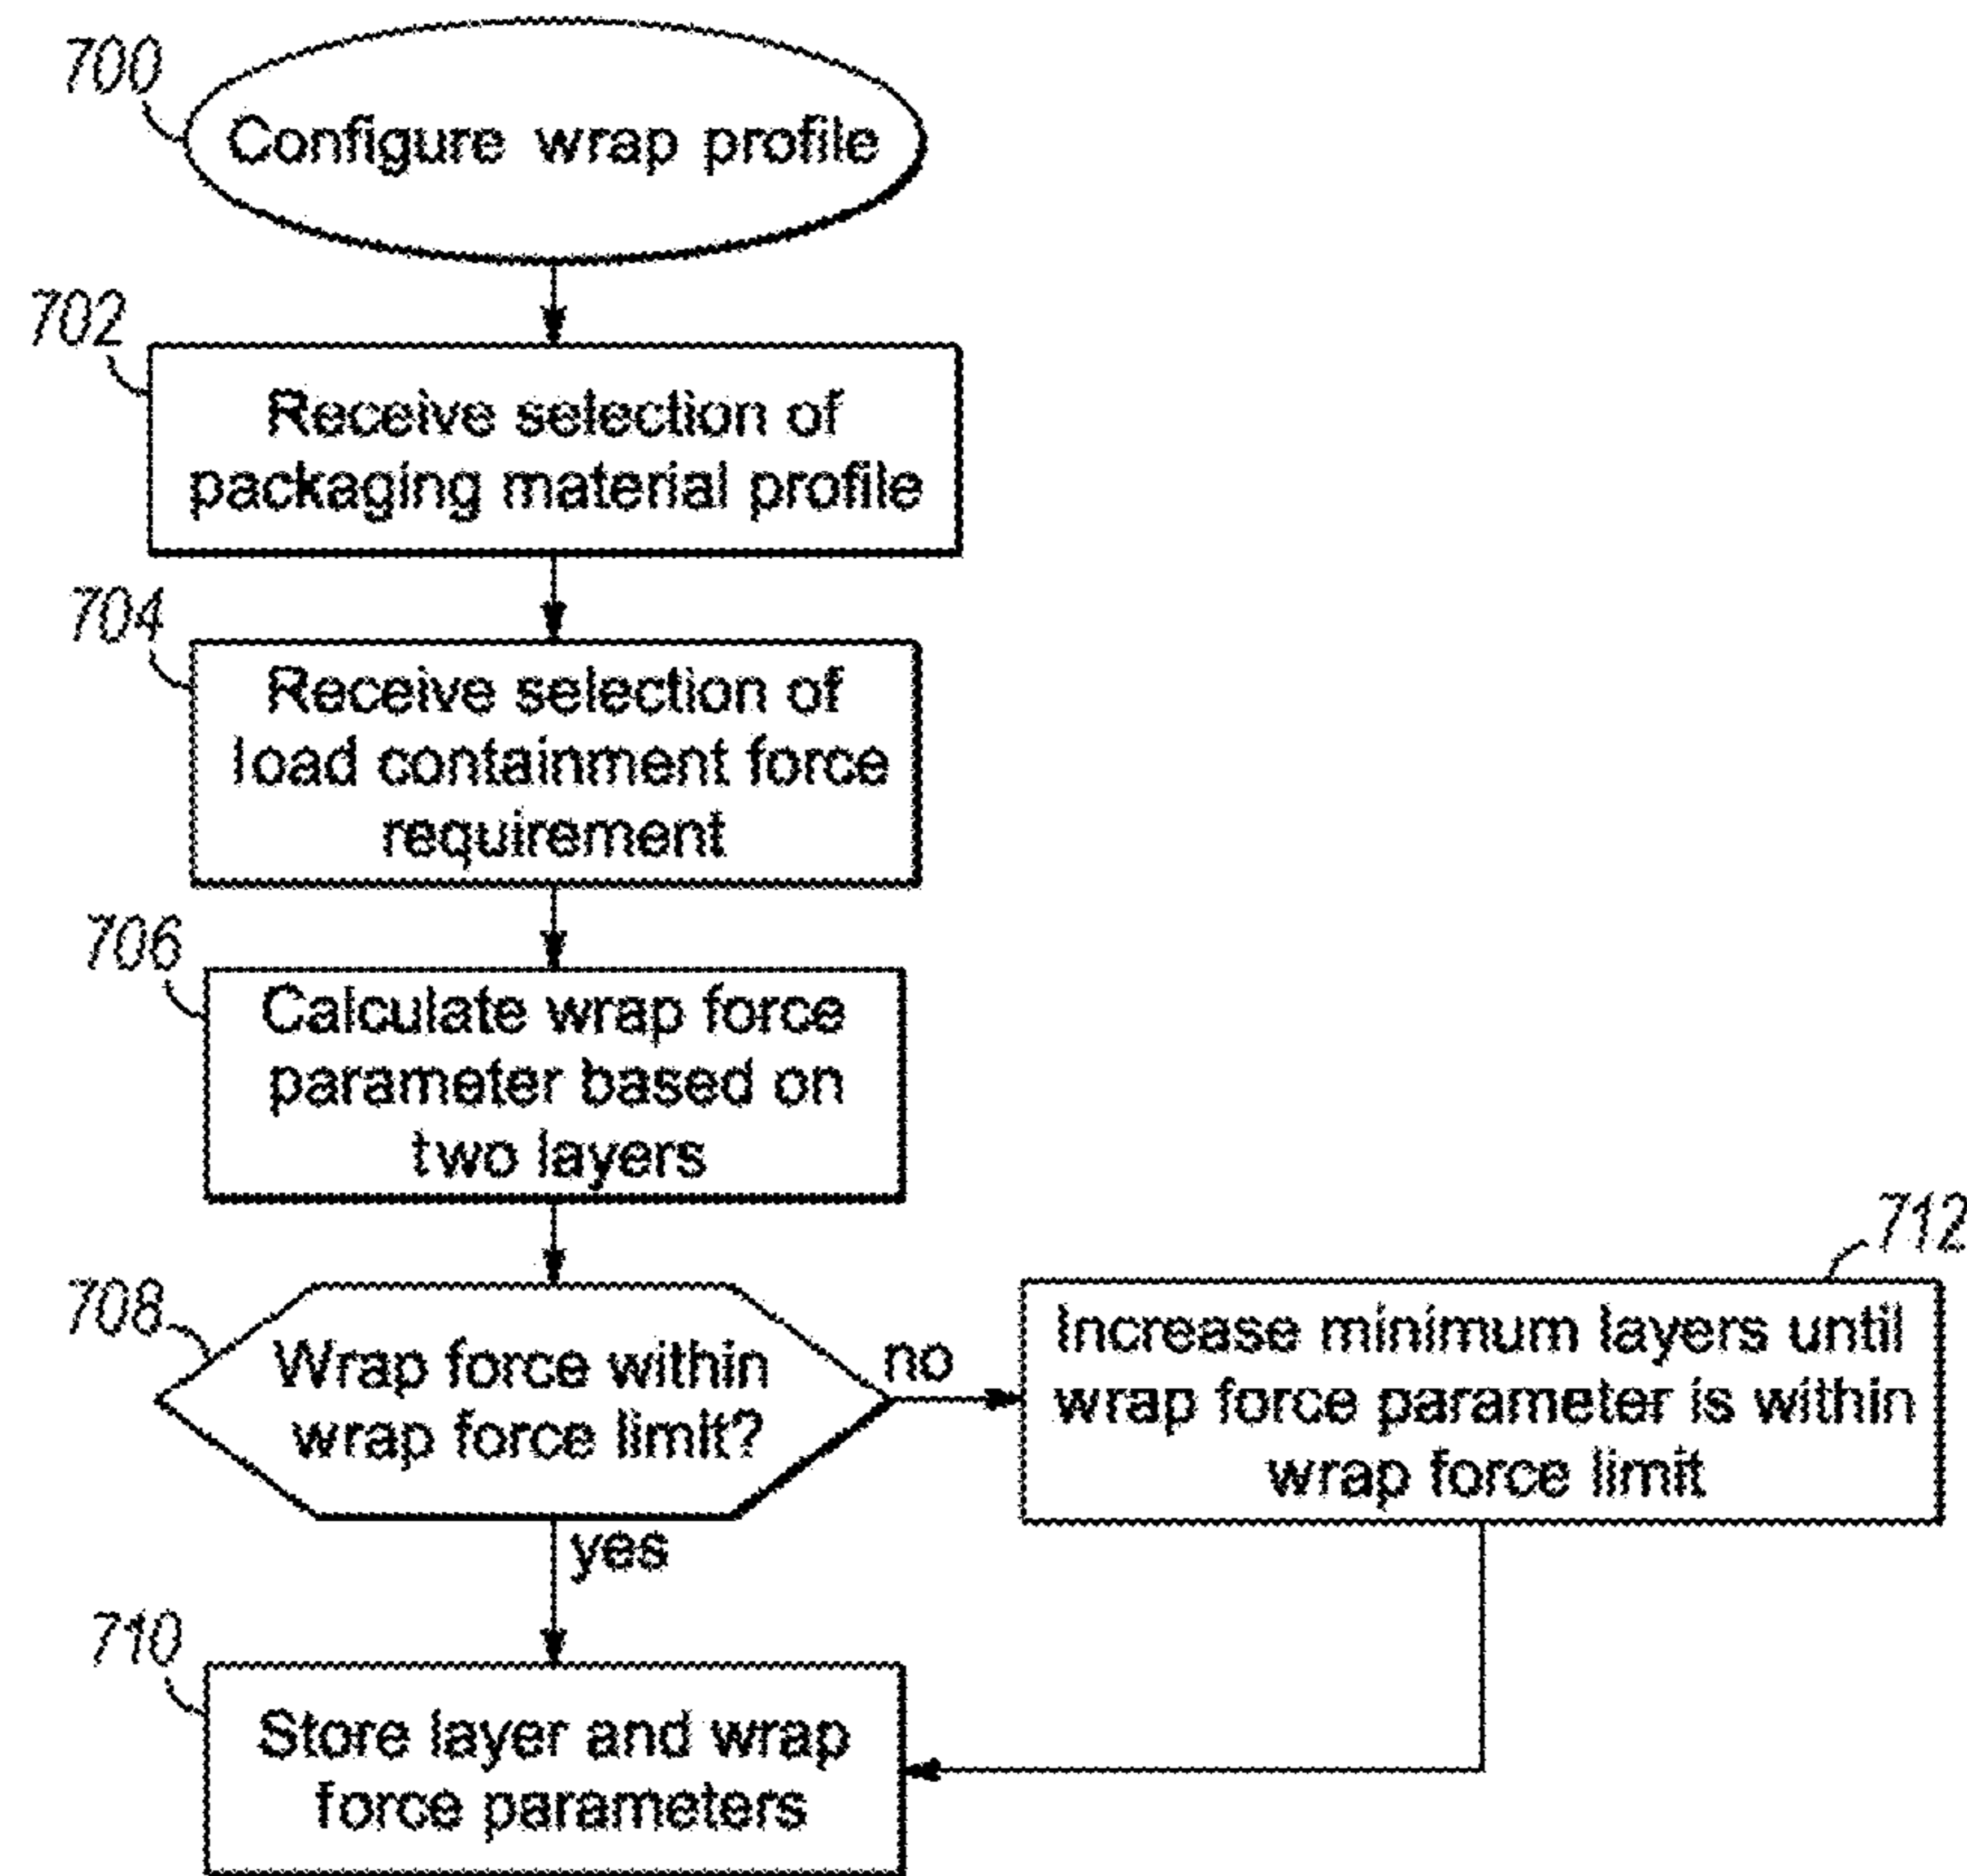 700
Configure wrap profile
702
Receive selection of
packaging material profile
704
Receive selection of
load containment force
requirement
706
Calculate wrap force
parameter based on
two layers
708
Wrap force within
wrap force limit?
no
712
Increase minimum layers until
wrap force parameter is within
wrap force limit
yes
710
Store layer and wrap
force parameters